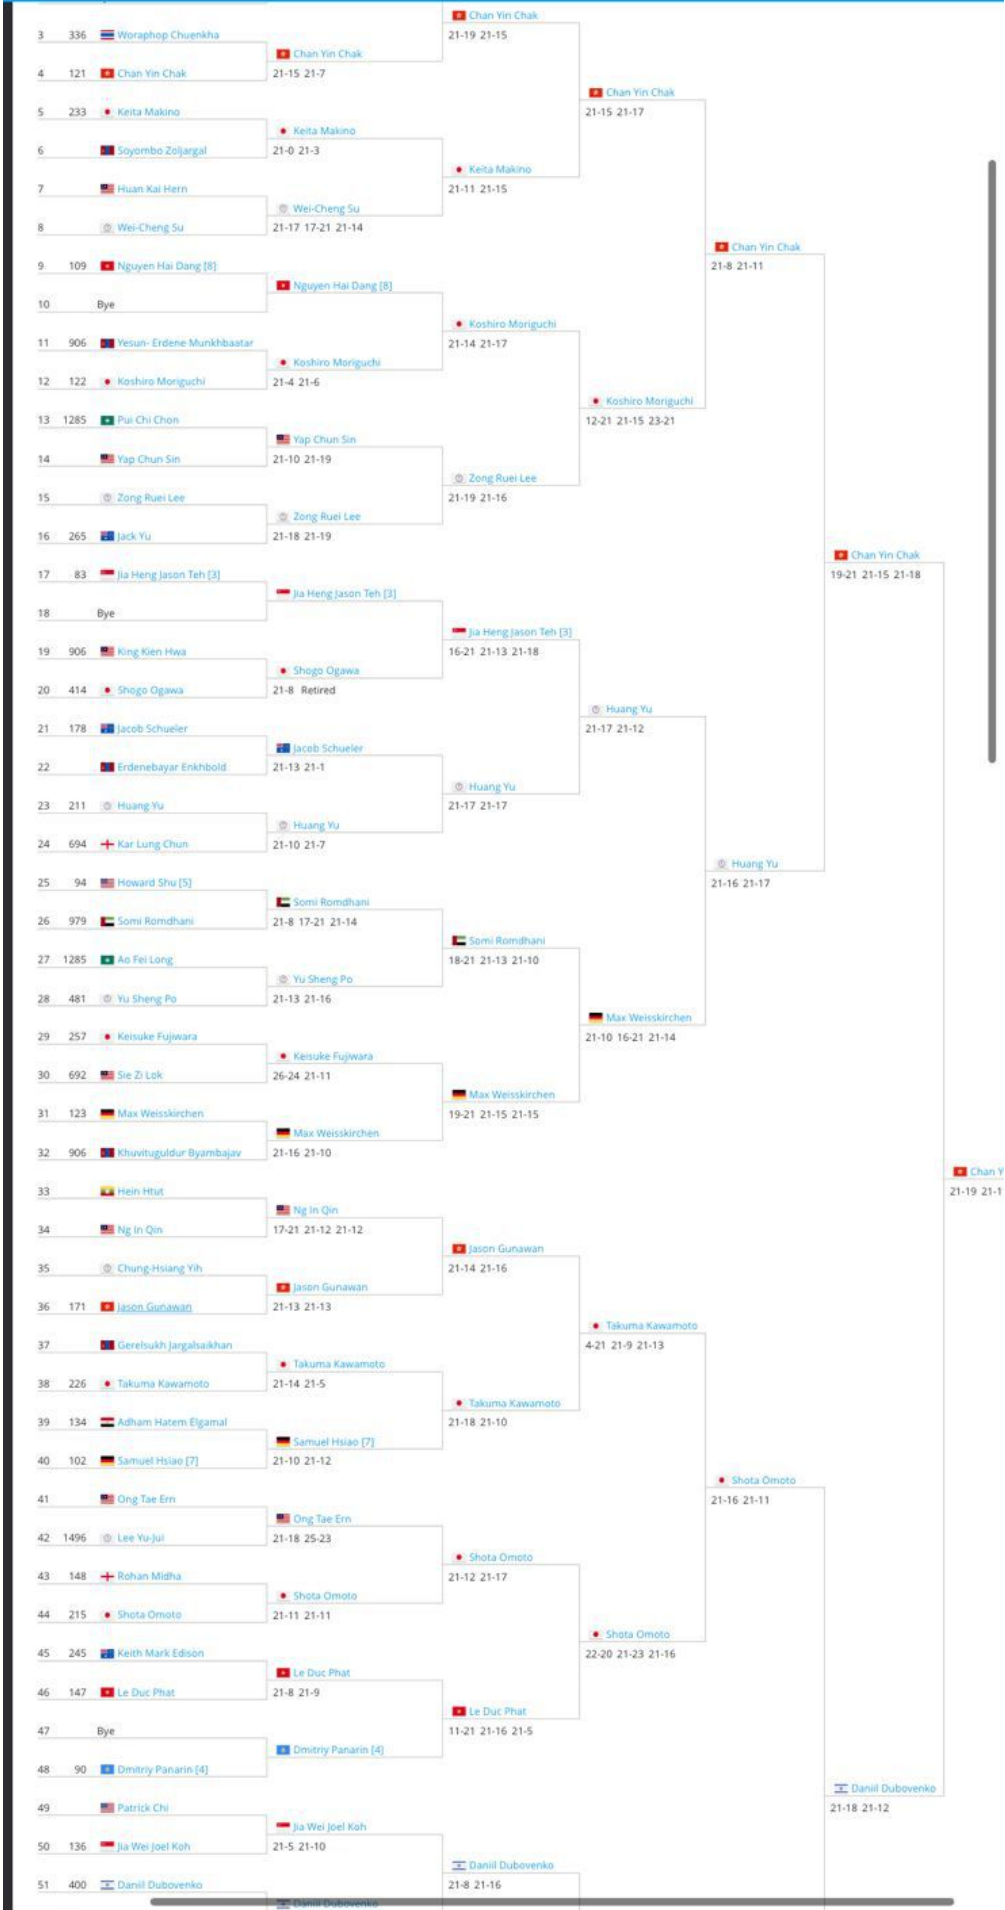 Chan Yin Chak
3 336 Woraphop Chuenkha
21-19 21-15
Chan Yin Chak
4 121 Chan Yin Chak
21-15 21-7
Chan Yin Chak
5 233 Keita Makino
21-15 21-17
Keita Makino
6 Soyombo Zoljargal
21-0 21-3
Keita Makino
7 Huan Kai Hern
21-11 21-15
Wei-Cheng Su
8 Wei-Cheng Su
21-17 17-21 21-14
Chan Yin Chak
9 109 Nguyen Hai Dang [8]
21-8 21-11
Nguyen Hai Dang [8]
10 Bye
Koshiro Moriguchi
11 906 Yesun- Erdene Munkhbaatar
21-14 21-17
Koshiro Moriguchi
12 122 Koshiro Moriguchi
21-4 21-6
Koshiro Moriguchi
13 1285 Pui Chi Chon
12-21 21-15 23-21
Yap Chun Sin
14 Yap Chun Sin
21-10 21-19
Zong Ruei Lee
15 Zong Ruei Lee
21-19 21-16
Zong Ruei Lee
16 265 Jack Yu
21-18 21-19
Chan Yin Chak
17 83 Jia Heng Jason Teh [3]
19-21 21-15 21-18
Jia Heng Jason Teh [3]
18 Bye
Jia Heng Jason Teh [3]
19 906 King Kien Hwa
16-21 21-13 21-18
Shogo Ogawa
20 414 Shogo Ogawa
21-8 Retired
Huang Yu
21 178 Jacob Schueler
21-17 21-12
Jacob Schueler
22 Erdenebayar Enkhbold
21-13 21-1
Huang Yu
23 211 Huang Yu
21-17 21-17
Huang Yu
24 694 Kar Lung Chun
21-10 21-7
Huang Yu
25 94 Howard Shu [5]
21-16 21-17
Somi Romdhani
26 979 Somi Romdhani
21-8 17-21 21-14
Somi Romdhani
27 1285 Ao Fei Long
18-21 21-13 21-10
Yu Sheng Po
28 481 Yu Sheng Po
21-13 21-16
Max Weisskirchen
29 257 Keisuke Fujiwara
21-10 16-21 21-14
Keisuke Fujiwara
30 692 Sie Zi Lok
26-24 21-11
Max Weisskirchen
31 123 Max Weisskirchen
19-21 21-15 21-15
Max Weisskirchen
32 906 Khuvituguldur Byambajav
21-16 21-10
Chan Y
33 Hein Htut
21-19 21-1
Ng In Qin
34 Ng In Qin
17-21 21-12 21-12
Jason Gunawan
35 Chung-Hsiang Yih
21-14 21-16
Jason Gunawan
36 171 Jason Gunawan
21-13 21-13
Takuma Kawamoto
37 Gerelsukh Jargalsaikhan
4-21 21-9 21-13
Takuma Kawamoto
38 226 Takuma Kawamoto
21-14 21-5
Takuma Kawamoto
39 134 Adham Hatem Elgamal
21-18 21-10
Samuel Hsiao [7]
40 102 Samuel Hsiao [7]
21-10 21-12
Shota Omoto
41 Ong Tae Ern
21-16 21-11
Ong Tae Ern
42 1496 Lee Yu-Jui
21-18 25-23
Shota Omoto
43 148 Rohan Midha
21-12 21-17
Shota Omoto
44 215 Shota Omoto
21-11 21-11
Shota Omoto
45 245 Keith Mark Edison
22-20 21-23 21-16
Le Duc Phat
46 147 Le Duc Phat
21-8 21-9
Le Duc Phat
47 Bye
11-21 21-16 21-5
Dmitriy Panarin [4]
48 90 Dmitriy Panarin [4]
Daniil Dubovenko
49 Patrick Chi
21-18 21-12
Jia Wei Joel Koh
50 136 Jia Wei Joel Koh
21-5 21-10
Daniil Dubovenko
51 400 Daniil Dubovenko
21-8 21-16
Daniil Dubovenko